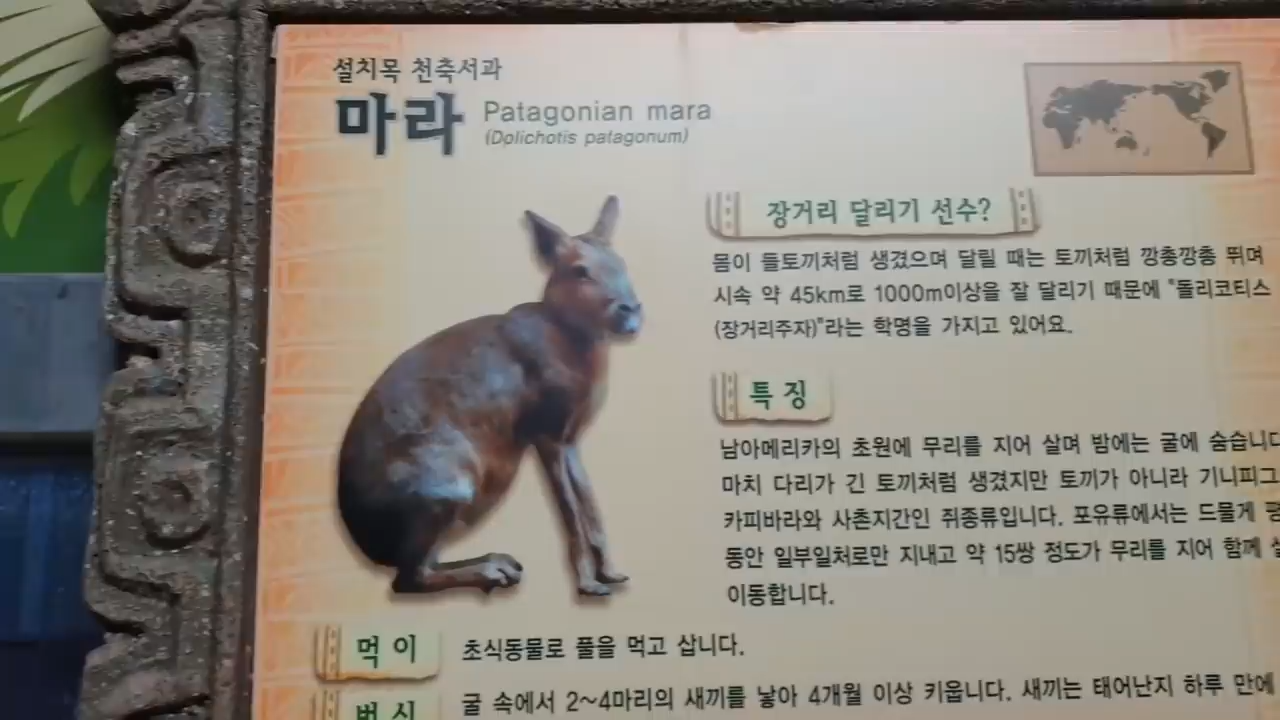 설치목 천축서과
마라 Patagonian mara
(Dolichotis patagonum)
장거리 달리기 선수?
몸이 들토끼처럼 생겼으며 달릴 때는 토끼처럼 깡총깡총 뛰며
시속 약 45km로 1000m이상을 잘 달리기 때문에 "돌리코티스
(장거리주자)"라는 학명을 가지고 있어요.
특 징
남아메리카의 초원에 무리를 지어 살며 밤에는 굴에 숨습니다
마치 다리가 긴 토끼처럼 생겼지만 토끼가 아니라 기니피그
카피바라와 사촌지간인 쥐종류입니다. 포유류에서는 드물게
동안 일부일처로만 지내고 약 15쌍 정도가 무리를 지어 함께
이동합니다.
먹 이 초식동물로 풀을 먹고 삽니다.
번 식 굴 속에서 2~4마리의 새끼를 낳아 4개월 이상 키웁니다. 새끼는 태어난지 하루 만에